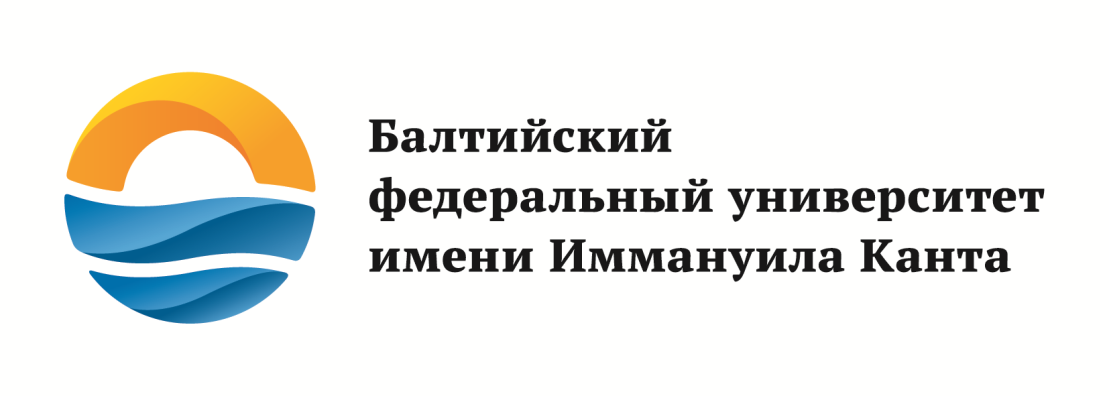 Балтийский
федеральный университет
имени Иммануила Канта